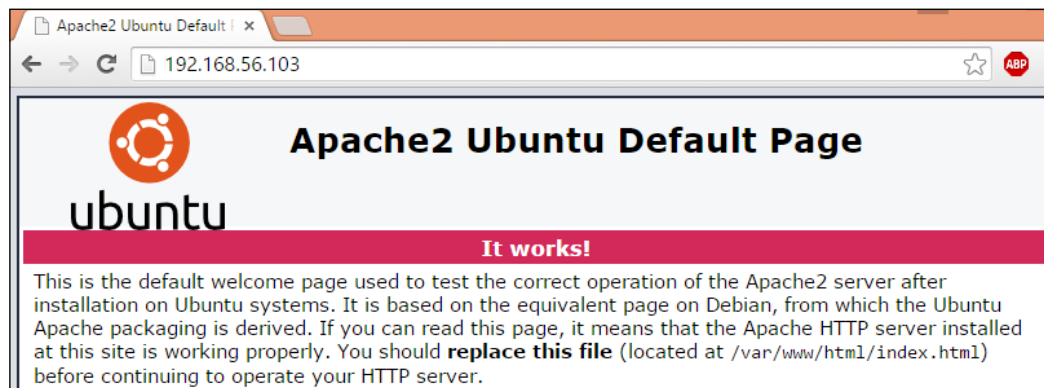 Apache2 Ubuntu Default
192.168.56.103
ABP
Apache2 Ubuntu Default Page
ubuntu
It works!
This is the default welcome page used to test the correct operation of the Apache2 server after
installation on Ubuntu systems. It is based on the equivalent page on Debian, from which the Ubuntu
Apache packaging is derived. If you can read this page, it means that the Apache HTTP server installed
at this site is working properly. You should replace this file (located at /var/www/html/index.html)
before continuing to operate your HTTP server.